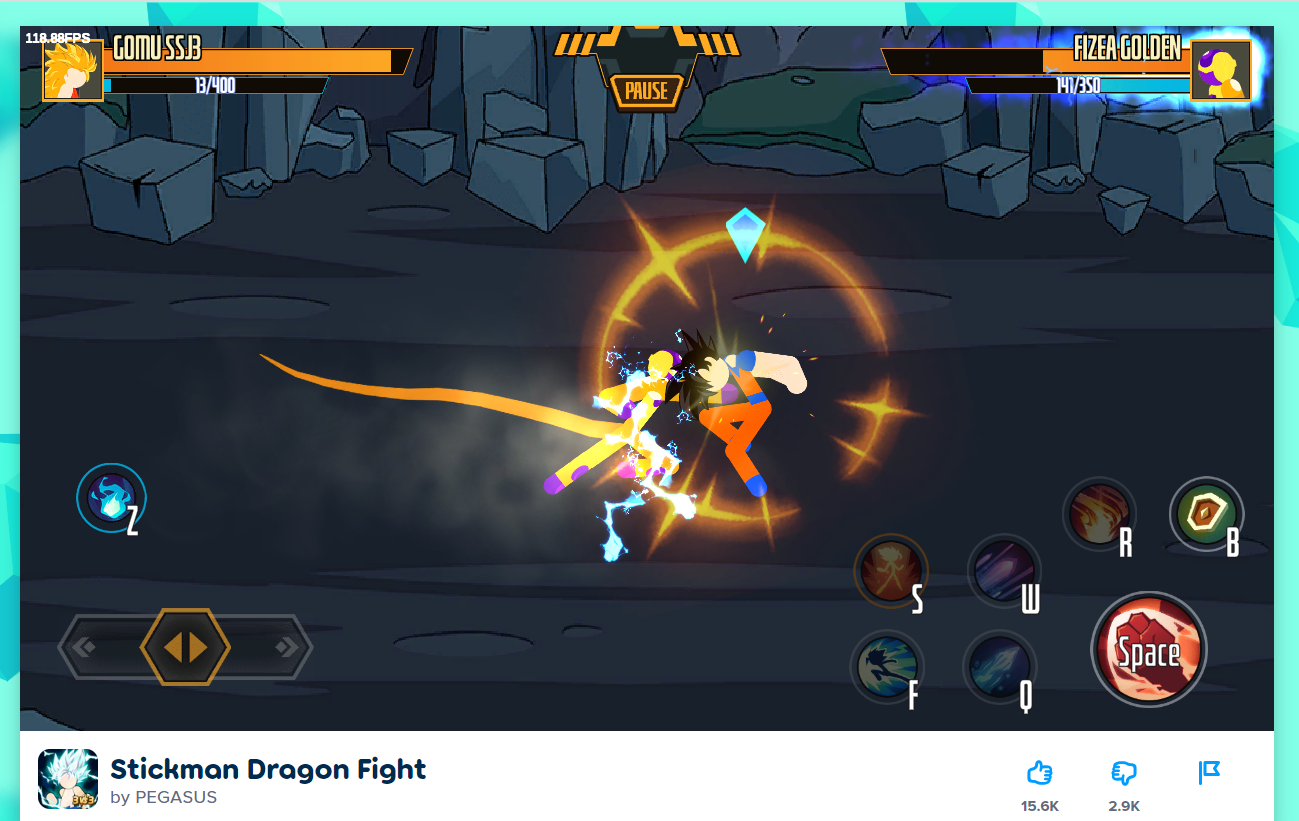 118.88FPS
GOMU SSJ3
13/400
PAUSE
FIZEA GOLDEN
141/350
Z
R
B
S
W
Space
F
Q
Stickman Dragon Fight
by PEGASUS
15.6K
2.9K